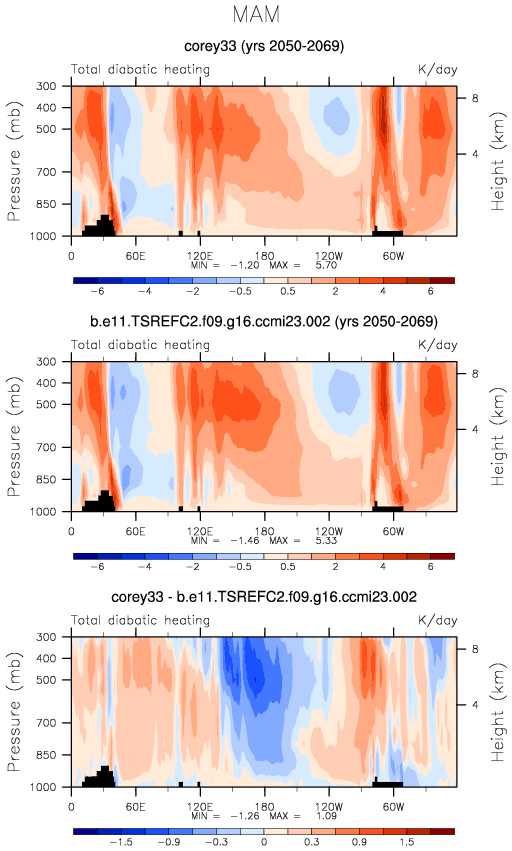 MAM
corey33 (yrs 2050-2069)
Total diabatic heating K/day
300
400
500
700
850
1000
Pressure (mb)
8
4
Height (km)
0 60E 120E 180 120W 60W
MIN = -1.20 MAX = 5.70
-6 -4 -2 -0.5 0.5 2 4 6
b.e11.TSREFC2.f09.g16.ccmi23.002 (yrs 2050-2069)
Total diabatic heating K/day
300
400
500
700
850
1000
Pressure (mb)
8
4
Height (km)
0 60E 120E 180 120W 60W
MIN = -1.46 MAX = 5.33
-6 -4 -2 -0.5 0.5 2 4 6
corey33 - b.e11.TSREFC2.f09.g16.ccmi23.002
Total diabatic heating K/day
300
400
500
700
850
1000
Pressure (mb)
8
4
Height (km)
0 60E 120E 180 120W 60W
MIN = -1.26 MAX = 1.09
-1.5 -0.9 -0.3 0 0.3 0.9 1.5